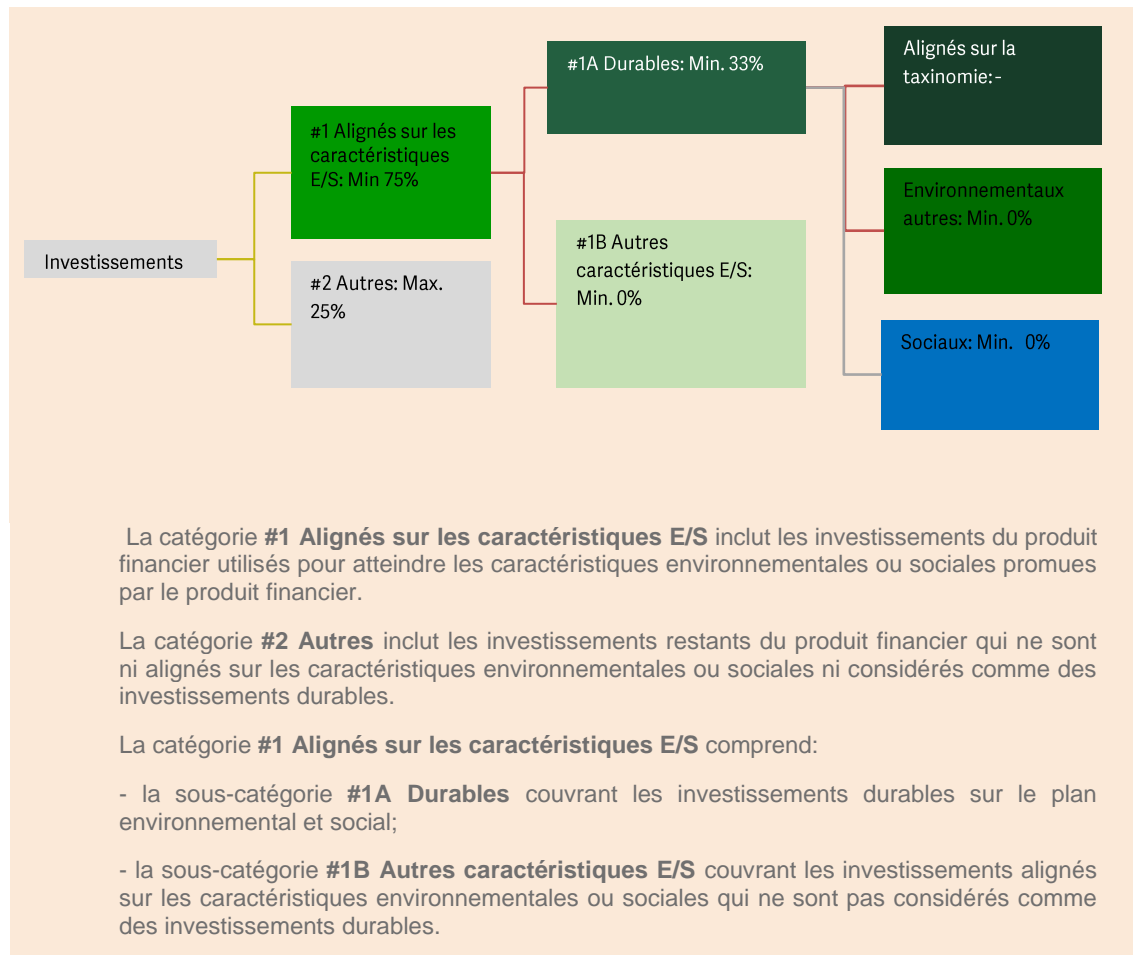 Investissements
#1 Alignés sur les
caractéristiques
E/S: Min 75%
#2 Autres: Max.
25%
#1A Durables: Min. 33%
#1B Autres
caractéristiques E/S:
Min. 0%
Alignés sur la
taxinomie:-
Environnementaux
autres: Min. 0%
Sociaux: Min. 0%
La catégorie #1 Alignés sur les caractéristiques E/S inclut les investissements du produit
financier utilisés pour atteindre les caractéristiques environnementales ou sociales promues
par le produit financier.
La catégorie #2 Autres inclut les investissements restants du produit financier qui ne sont
ni alignés sur les caractéristiques environnementales ou sociales ni considérés comme des
investissements durables.
La catégorie #1 Alignés sur les caractéristiques E/S comprend:
- la sous-catégorie #1A Durables couvrant les investissements durables sur le plan
environnemental et social;
- la sous-catégorie #1B Autres caractéristiques E/S couvrant les investissements alignés
sur les caractéristiques environnementales ou sociales qui ne sont pas considérés comme
des investissements durables.